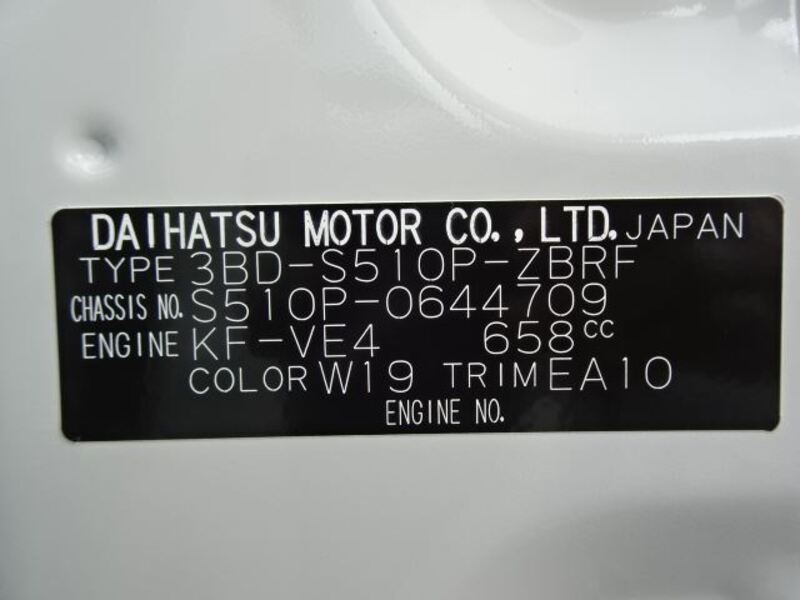 DAIHATSU MOTOR CO., LTD. JAPAN
TYPE 3BD-S510P-ZBRF
CHASSIS NO. S510P-0644709
ENGINE KF-VE4 658cc
COLOR W19 TRIM EA10
ENGINE NO.